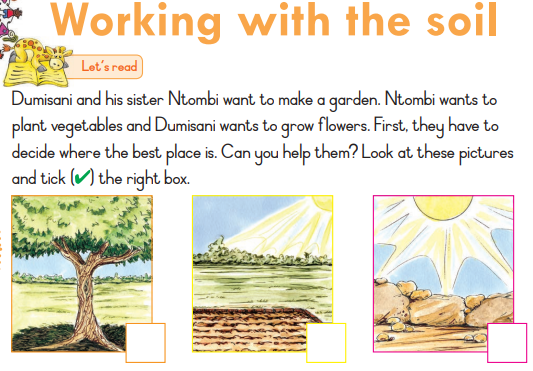 Working with the soil
Let's read
Dumisani and his sister Ntombi want to make a garden. Ntombi wants to
plant vegetables and Dumisani wants to grow flowers. First, they have to
decide where the best place is. Can you help them? Look at these pictures
and tick (✔) the right box.